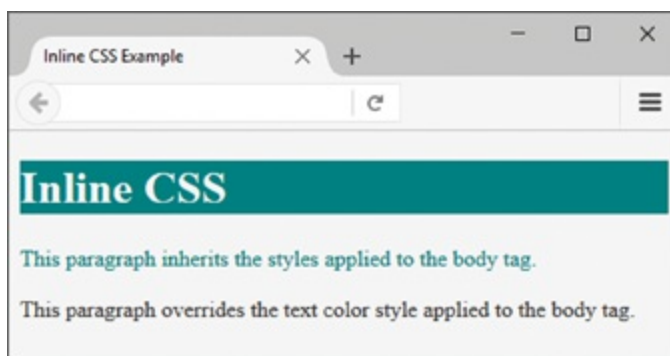 Inline CSS Example
Inline CSS
This paragraph inherits the styles applied to the body tag.
This paragraph overrides the text color style applied to the body tag.